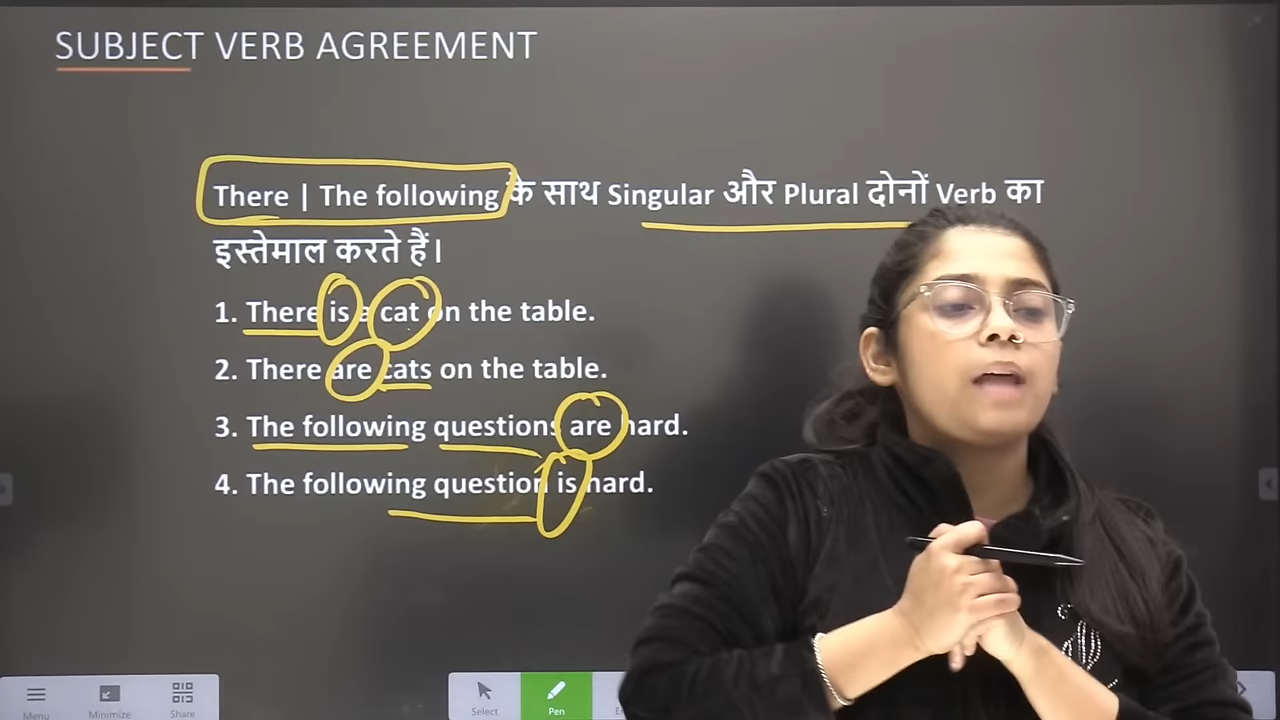 SUBJECT VERB AGREEMENT
There | The following के साथ Singular और Plural दोनों Verb का
इस्तेमाल करते हैं।
1. There is a cat on the table.
2. There are cats on the table.
3. The following questions are hard.
4. The following question is hard.
Menu Minimize Share Select Pen